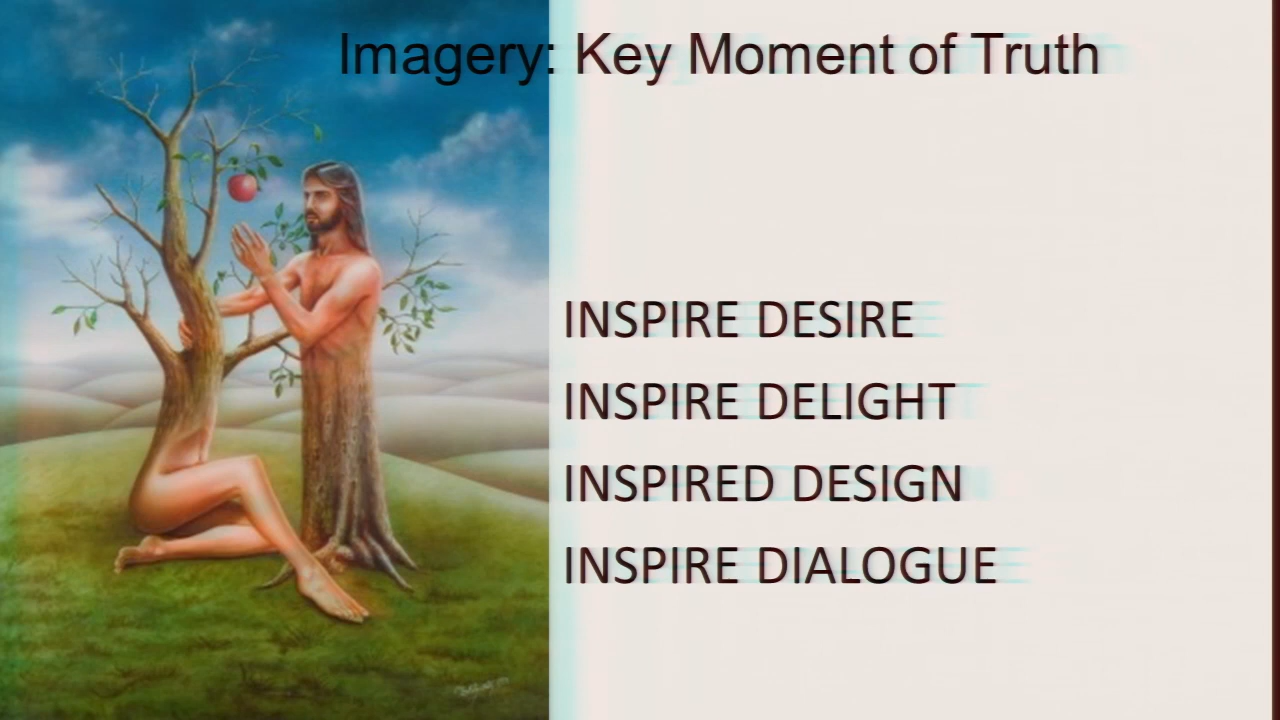 Imagery: Key Moment of Truth
INSPIRE DESIRE
INSPIRE DELIGHT
INSPIRED DESIGN
INSPIRE DIALOGUE